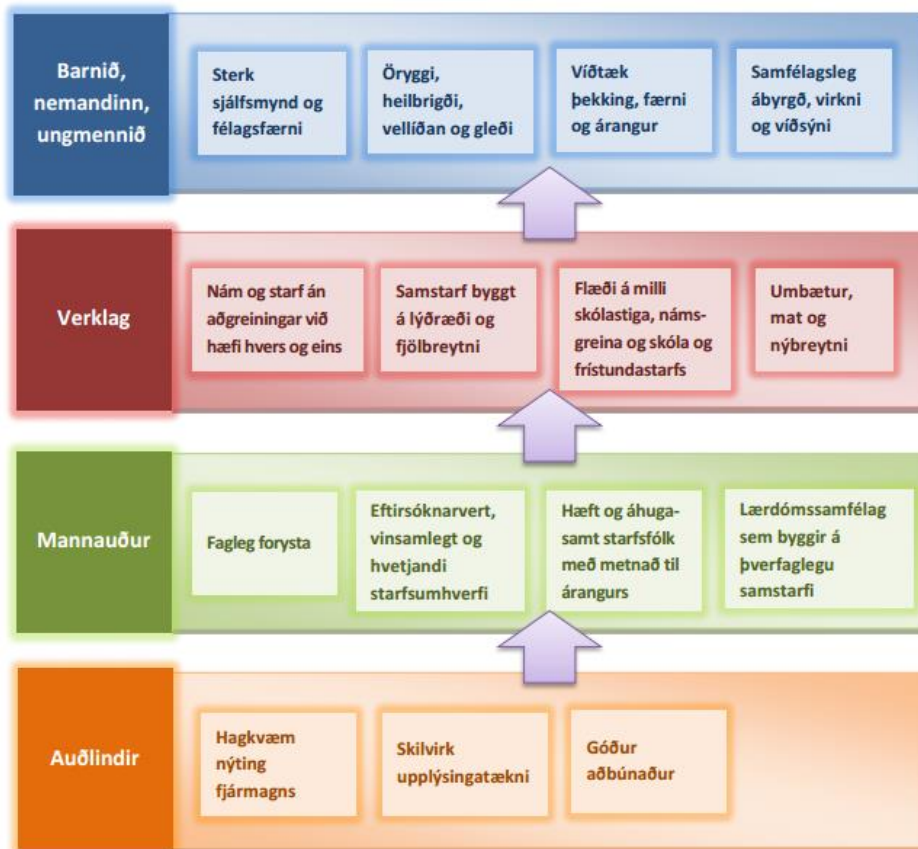 Barnið,
nemandinn,
ungmennið
Sterk
sjálfsmynd og
félagsfærni
Öryggi,
heilbrigði,
vellíðan og gleði
Víðtæk
þekking, færni
og árangur
Samfélagsleg
ábyrgð, virkni
og víðsýni
Verklag
Nám og starf án
aðgreiningar við
hæfi hvers og eins
Samstarf byggt
á lýðræði og
fjölbreytni
Flæði á milli
skólastiga, náms-
greina og skóla og
frístundastarfs
Umbætur,
mat og
nýbreytni
Mannauður
Fagleg forysta
Eftirsóknarvert,
vinsamlegt og
hvetjandi
starfsumhverfi
Hæft og áhuga-
samt starfsfólk
með metnað til
árangurs
Lærdómssamfélag
sem byggir á
þverfaglegu
samstarfi
Auðlindir
Hagkvæm
nýting
fjármagns
Skilvirk
upplýsingatækni
Góður
aðbúnaður